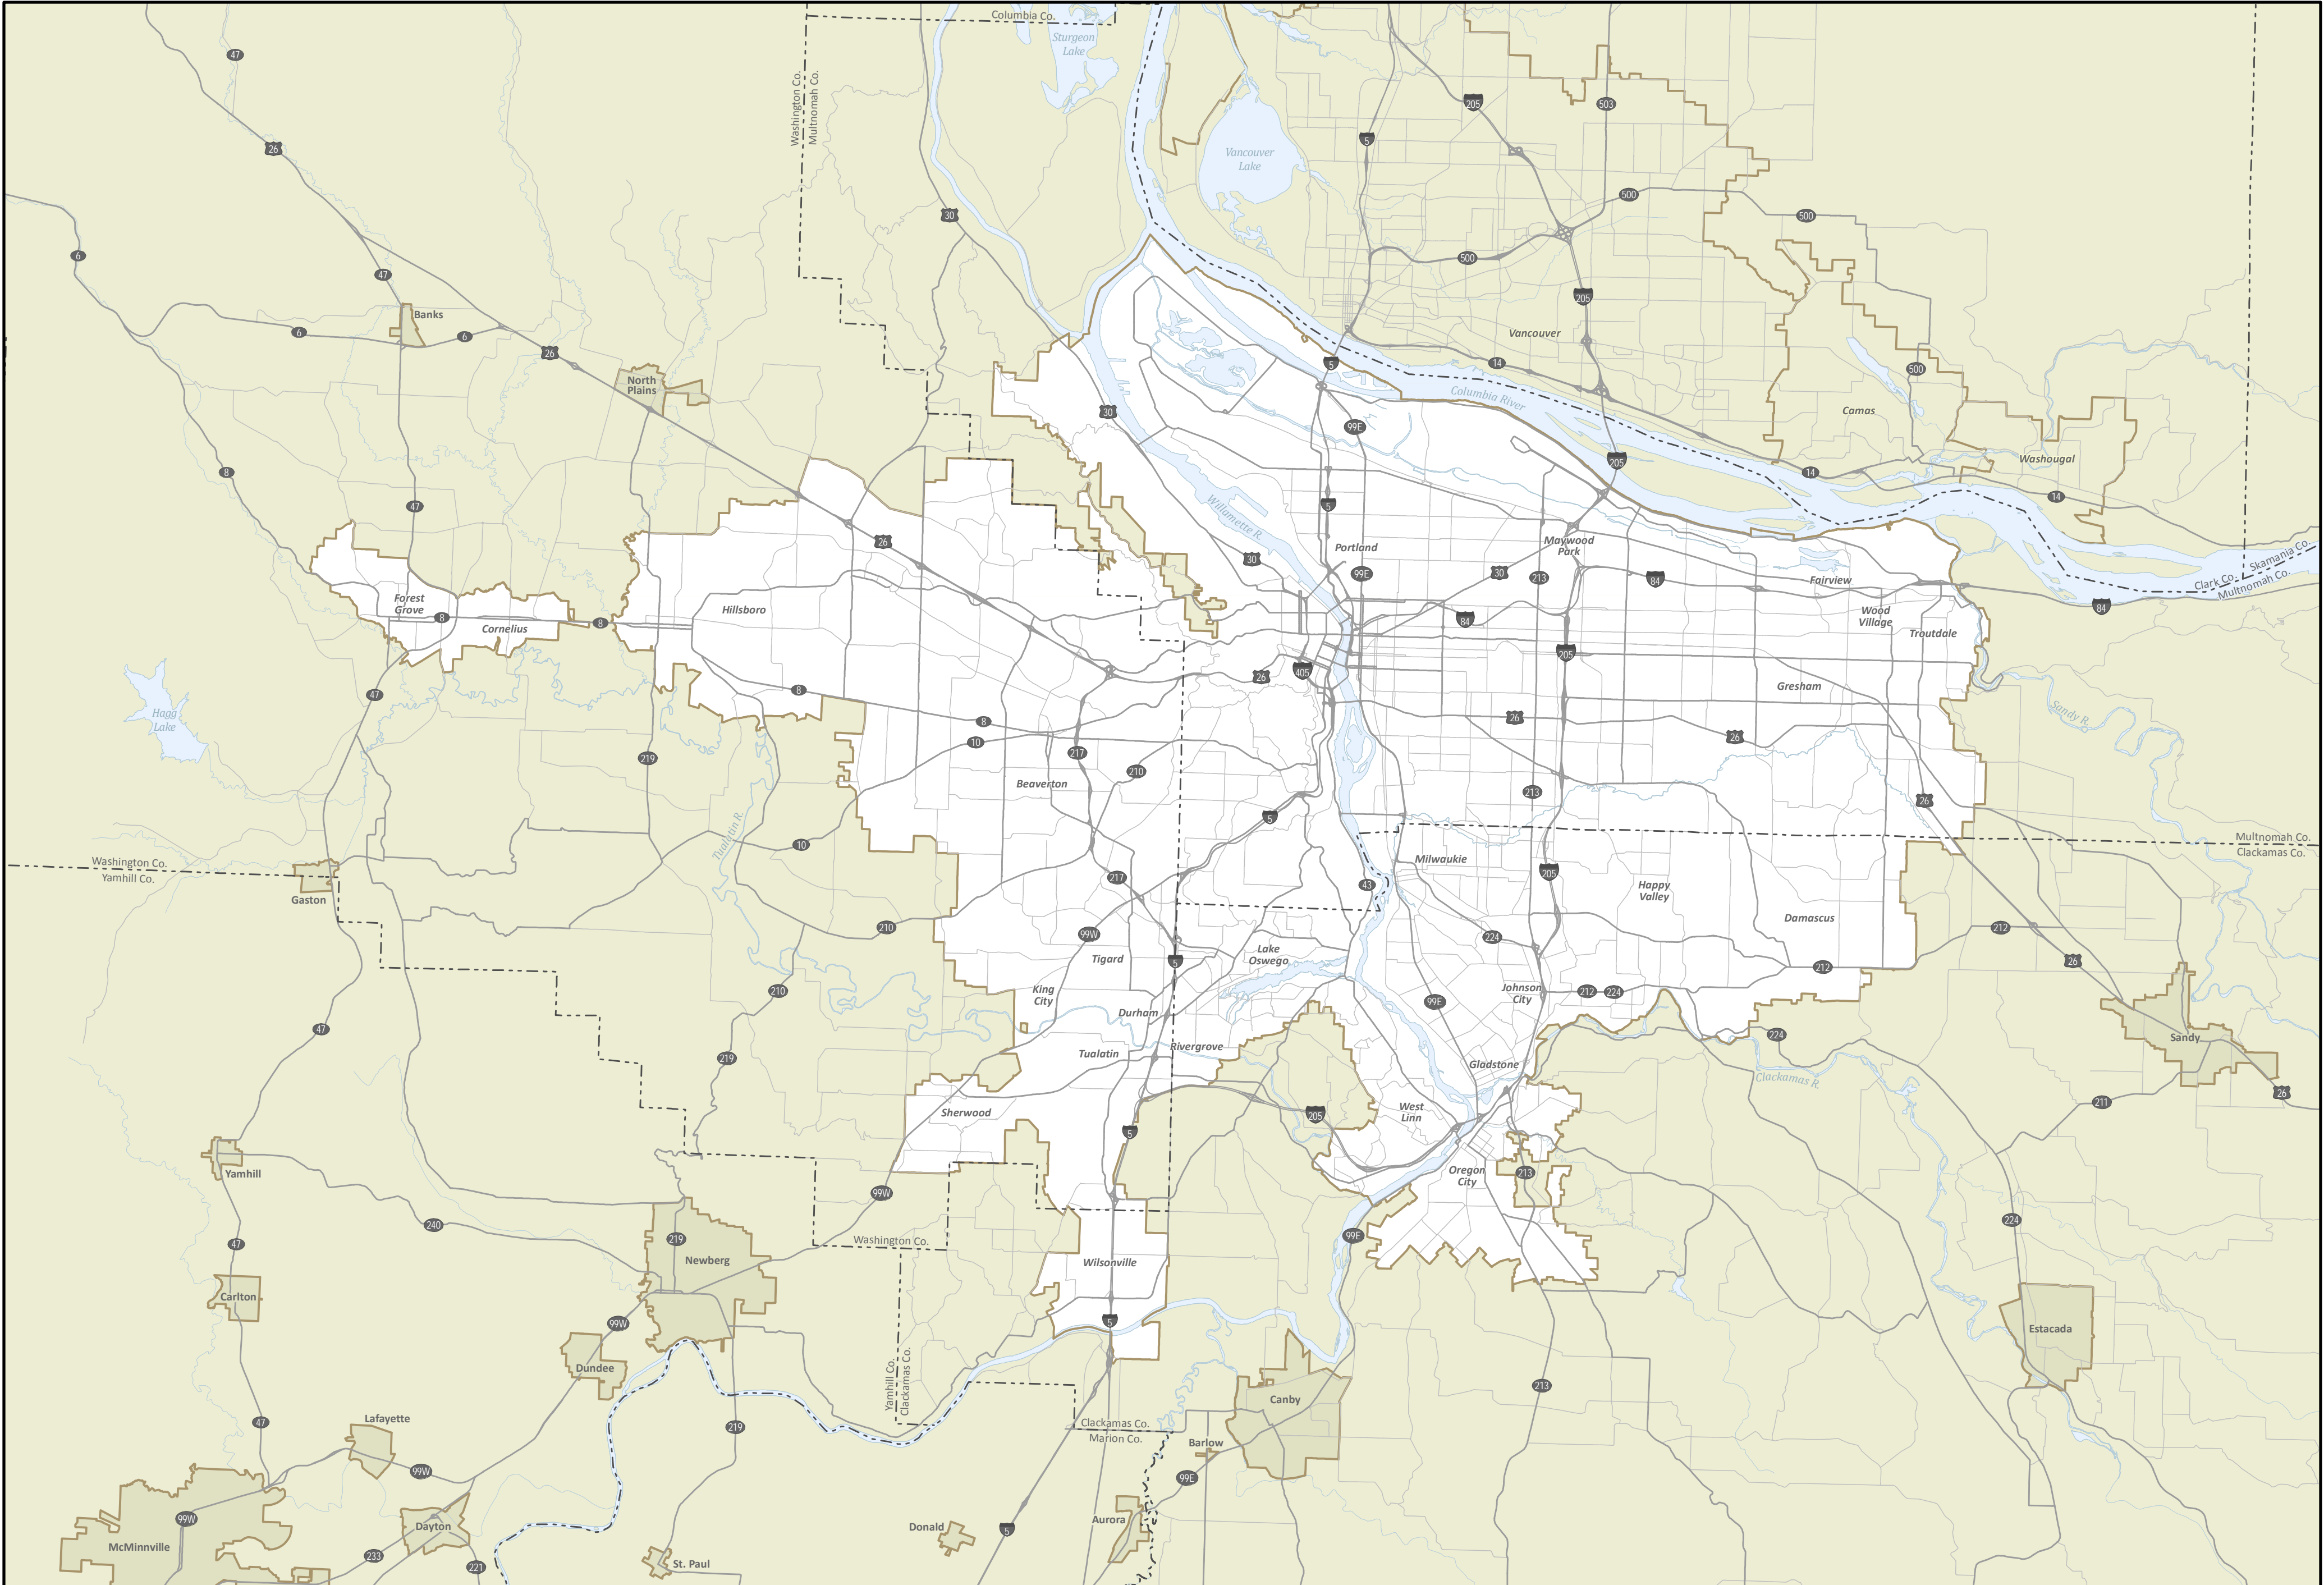 Columbia Co.
Sturgeon
Lake
47
Washington Co.
Multnomah Co.
205
503
5
26
Vancouver
Lake
500
30
500
6
500
47
205
Banks
6
6
Vancouver
26
5
14
500
North
Plains
Columbia River
Camas
30
99E
205
Washougal
8
14
14
47
Willamette R.
5
26
Portland
Maywood
Park
Skamania Co.
Clark Co.
Multnomah Co.
30
99E
30
213
84
Fairview
84
Forest
Grove
8
Cornelius
8
Hillsboro
84
Wood
Village
Troutdale
205
405
26
47
8
Gresham
Hagg
Lake
8
26
Sandy R.
10
217
26
219
210
Beaverton
213
26
5
Tualatin R.
10
Multnomah Co.
Clackamas Co.
Washington Co.
Yamhill Co.
Milwaukie
217
205
43
Happy
Valley
Gaston
Damascus
210
99W
224
212
Tigard
Lake
Oswego
5
212
26
King
City
210
Johnson
City
212
224
99E
Durham
47
224
Sandy
219
Tualatin
Rivergrove
Gladstone
Clackamas R.
26
211
Sherwood
205
West
Linn
5
Yamhill
Oregon
City
213
99W
240
224
47
219
Washington Co.
99E
Newberg
Wilsonville
Carlton
99W
5
Estacada
Dundee
Yamhill Co.
Clackamas Co.
213
Canby
Lafayette
47
219
Clackamas Co.
Marion Co.
Barlow
99W
99E
99W
Dayton
Donald
5
Aurora
McMinnville
233
221
St. Paul